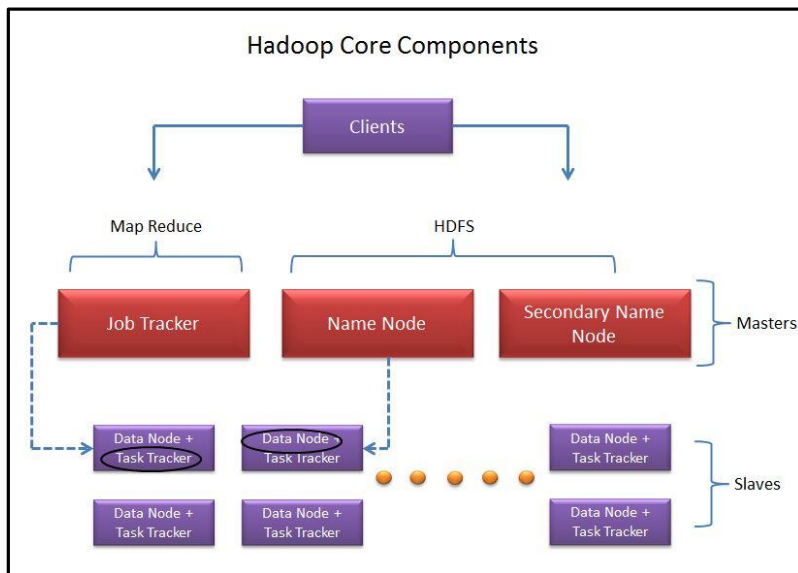 Hadoop Core Components
Clients
Map Reduce
HDFS
Job Tracker
Name Node
Secondary Name
Node
Masters
Data Node +
Task Tracker
Data Node +
Task Tracker
Data Node +
Task Tracker
Slaves
Data Node +
Task Tracker
Data Node +
Task Tracker
Data Node +
Task Tracker